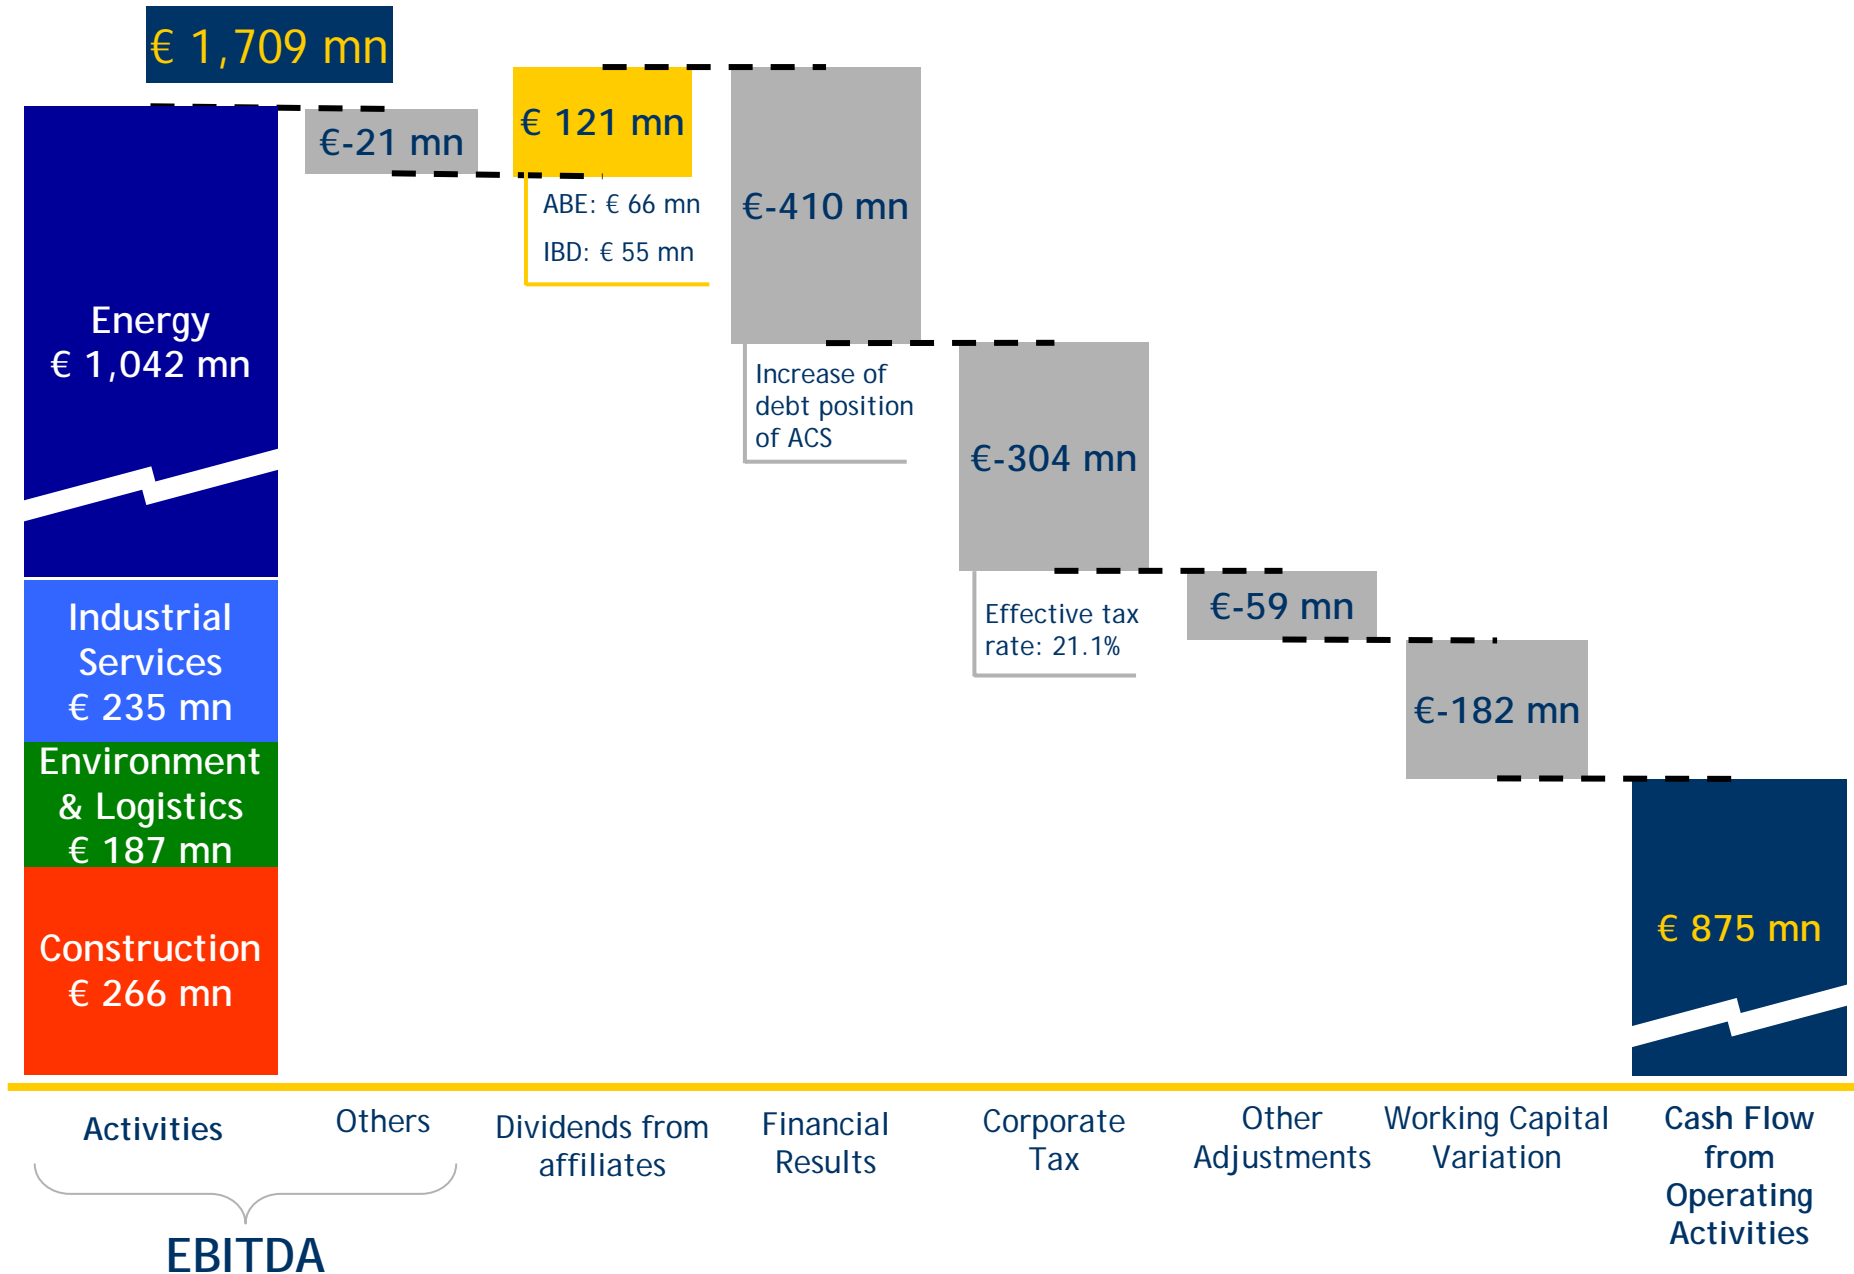 € 1,709 mn
Energy
€ 1,042 mn
Industrial
Services
€ 235 mn
Environment
& Logistics
€ 187 mn
Construction
€ 266 mn
€-21 mn
€ 121 mn
ABE: € 66 mn
IBD: € 55 mn
€-410 mn
Increase of
debt position
of ACS
€-304 mn
Effective tax
rate: 21.1%
€-59 mn
€-182 mn
€ 875 mn
Activities
Others
EBITDA
Dividends from
affiliates
Financial
Results
Corporate
Tax
Other
Adjustments
Working Capital
Variation
Cash Flow
from
Operating
Activities